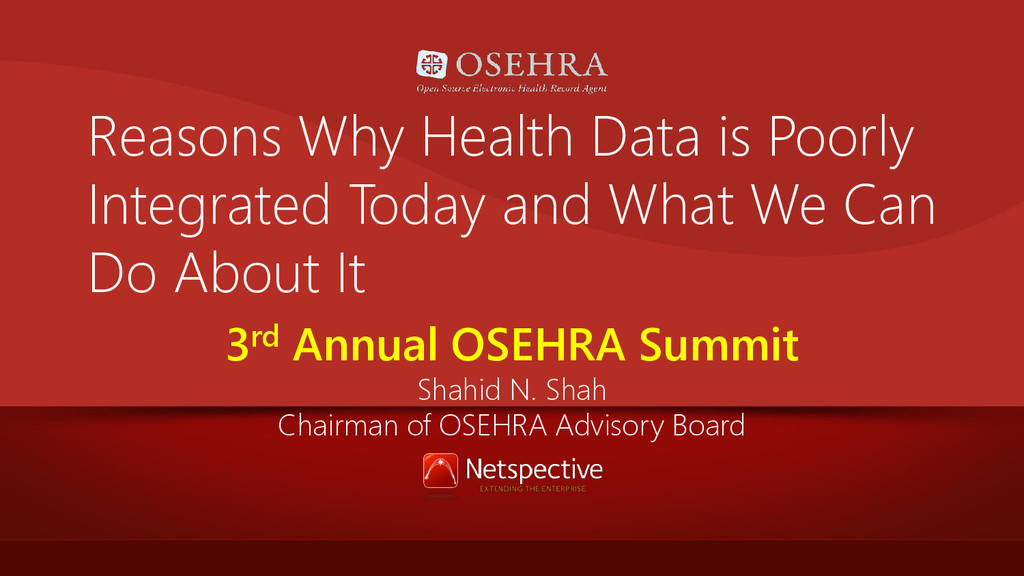 OSEHRA
Open Source Electronic Health Record Agent
Reasons Why Health Data is Poorly
Integrated Today and What We Can
Do About It
3rd Annual OSEHRA Summit
Shahid N. Shah
Chairman of OSEHRA Advisory Board
Netspective
EXTENDING THE ENTERPRISE